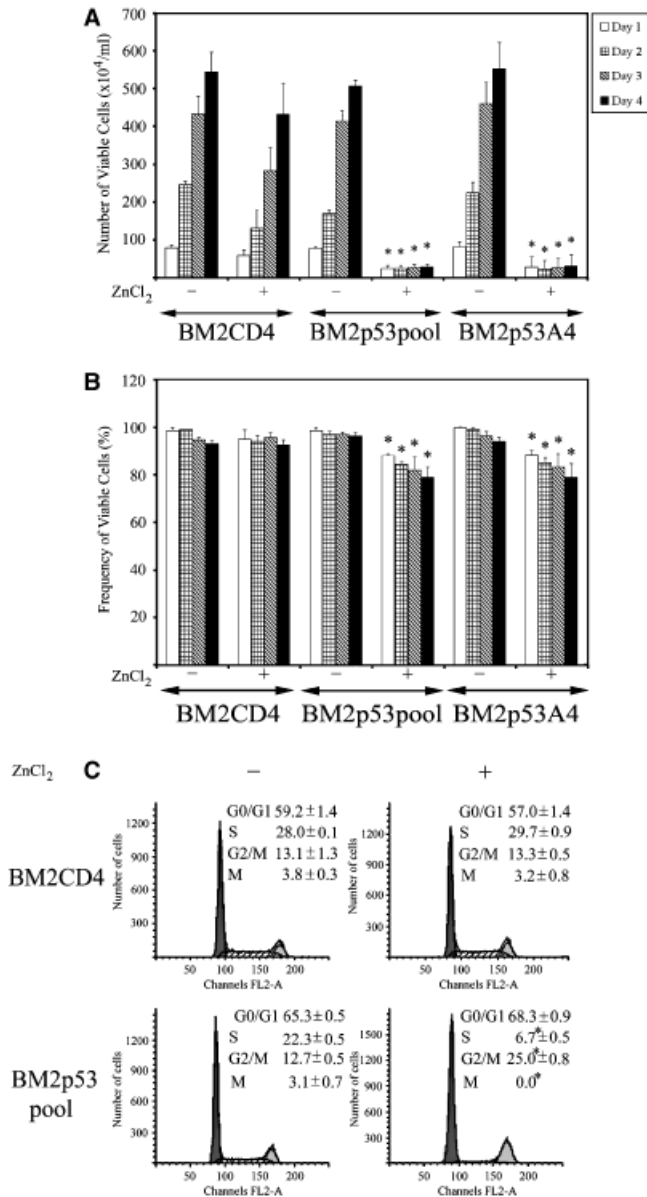 A
Number of Viable Cells (x10⁴/ml)
700
600
500
400
300
200
100
Day 1
Day 2
Day 3
Day 4
* * * *
* * * *
ZnCl₂ − + − + − +
BM2CD4 BM2p53pool BM2p53A4
B
Frequency of Viable Cells (%)
120
100
80
60
40
20
* * * *
* * * *
ZnCl₂ − + − + − +
BM2CD4 BM2p53pool BM2p53A4
ZnCl₂ C − +
BM2CD4
Number of cells
1200
900
600
300
G0/G1 59.2±1.4
S 28.0±0.1
G2/M 13.1±1.3
M 3.8±0.3
50 100 150 200
Channels FL2-A
Number of cells
1200
900
600
300
G0/G1 57.0±1.4
S 29.7±0.9
G2/M 13.3±0.5
M 3.2±0.8
50 100 150 200
Channels FL2-A
BM2p53
pool
Number of cells
1200
900
600
300
G0/G1 65.3±0.5
S 22.3±0.5
G2/M 12.7±0.5
M 3.1±0.7
50 100 150 200
Channels FL2-A
Number of cells
1500
1200
900
600
300
G0/G1 68.3±0.9
S 6.7*±0.5
G2/M 25.0*±0.8
M 0.0*
50 100 150 200
Channels FL2-A